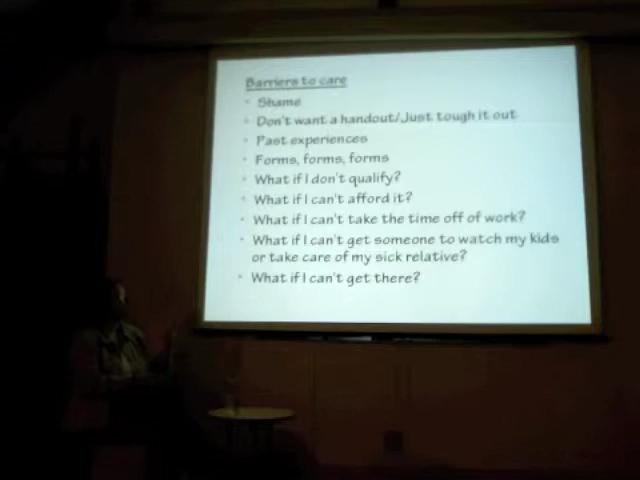 Barriers to care
• Shame
• Don't want a handout/Just tough it out
• Past experiences
• Forms, forms, forms
• What if I don't qualify?
• What if I can't afford it?
• What if I can't take the time off of work?
• What if I can't get someone to watch my kids
or take care of my sick relative?
• What if I can't get there?